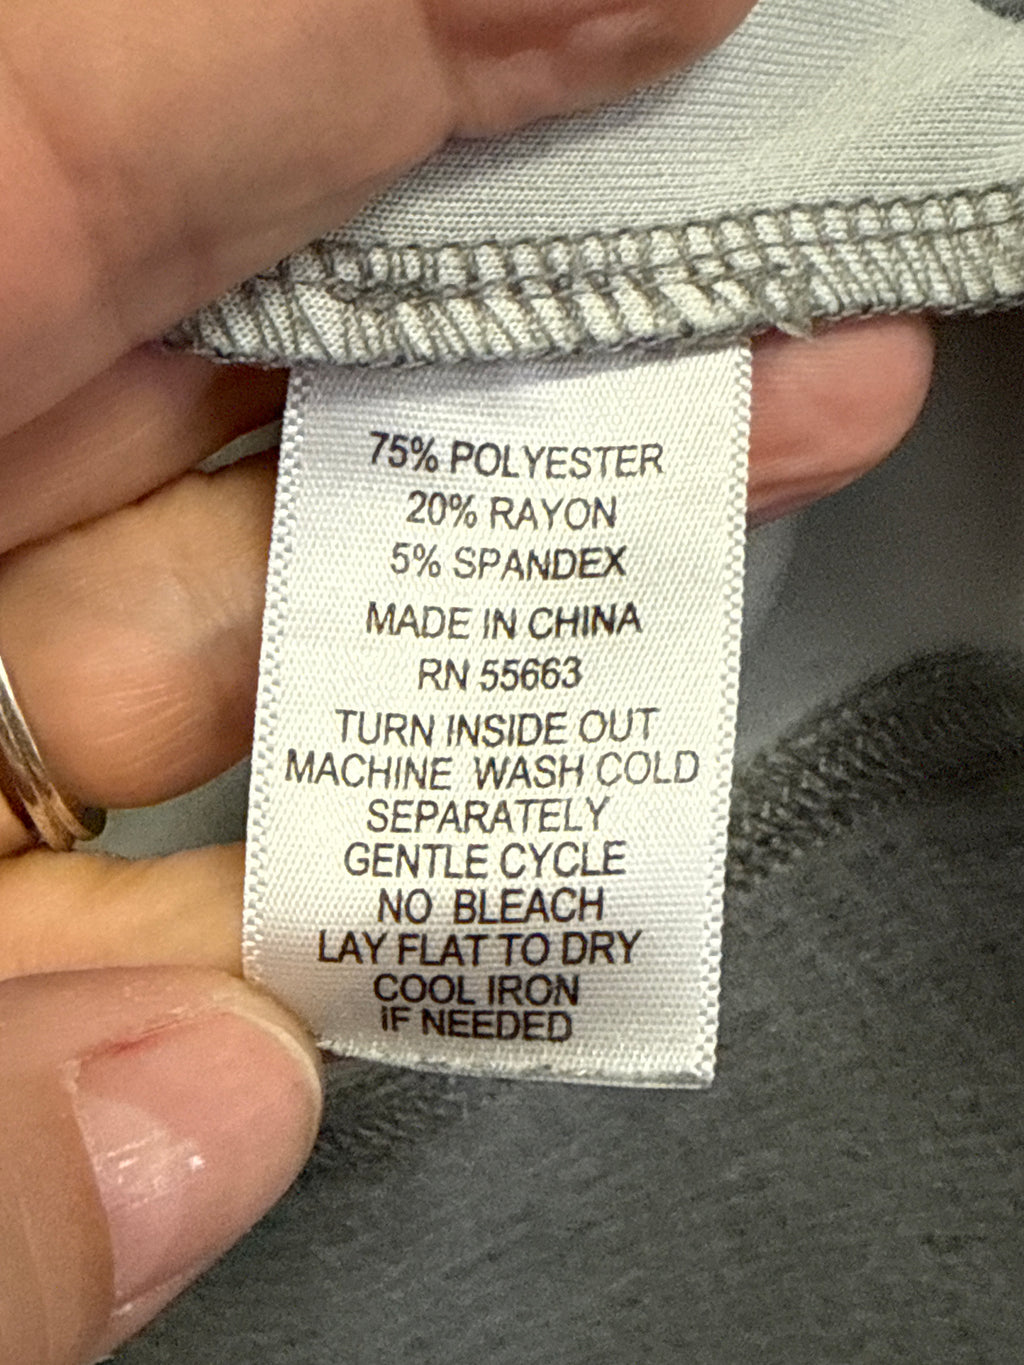 75% POLYESTER
20% RAYON
5% SPANDEX
MADE IN CHINA
RN 55663
TURN INSIDE OUT
MACHINE WASH COLD
SEPARATELY
GENTLE CYCLE
NO BLEACH
LAY FLAT TO DRY
COOL IRON
IF NEEDED